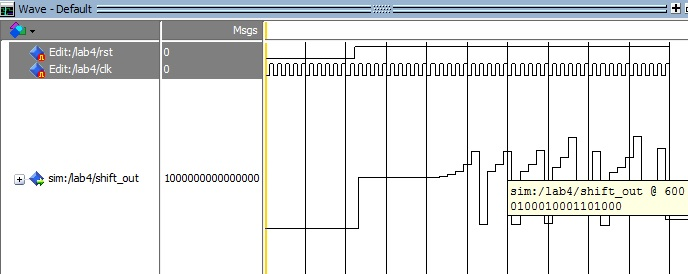 Wave - Default
Msgs
Edit:/lab4/rst
0
Edit:/lab4/clk
0
sim:/lab4/shift_out
1000000000000000
sim:/lab4/shift_out @ 600
0100010001101000